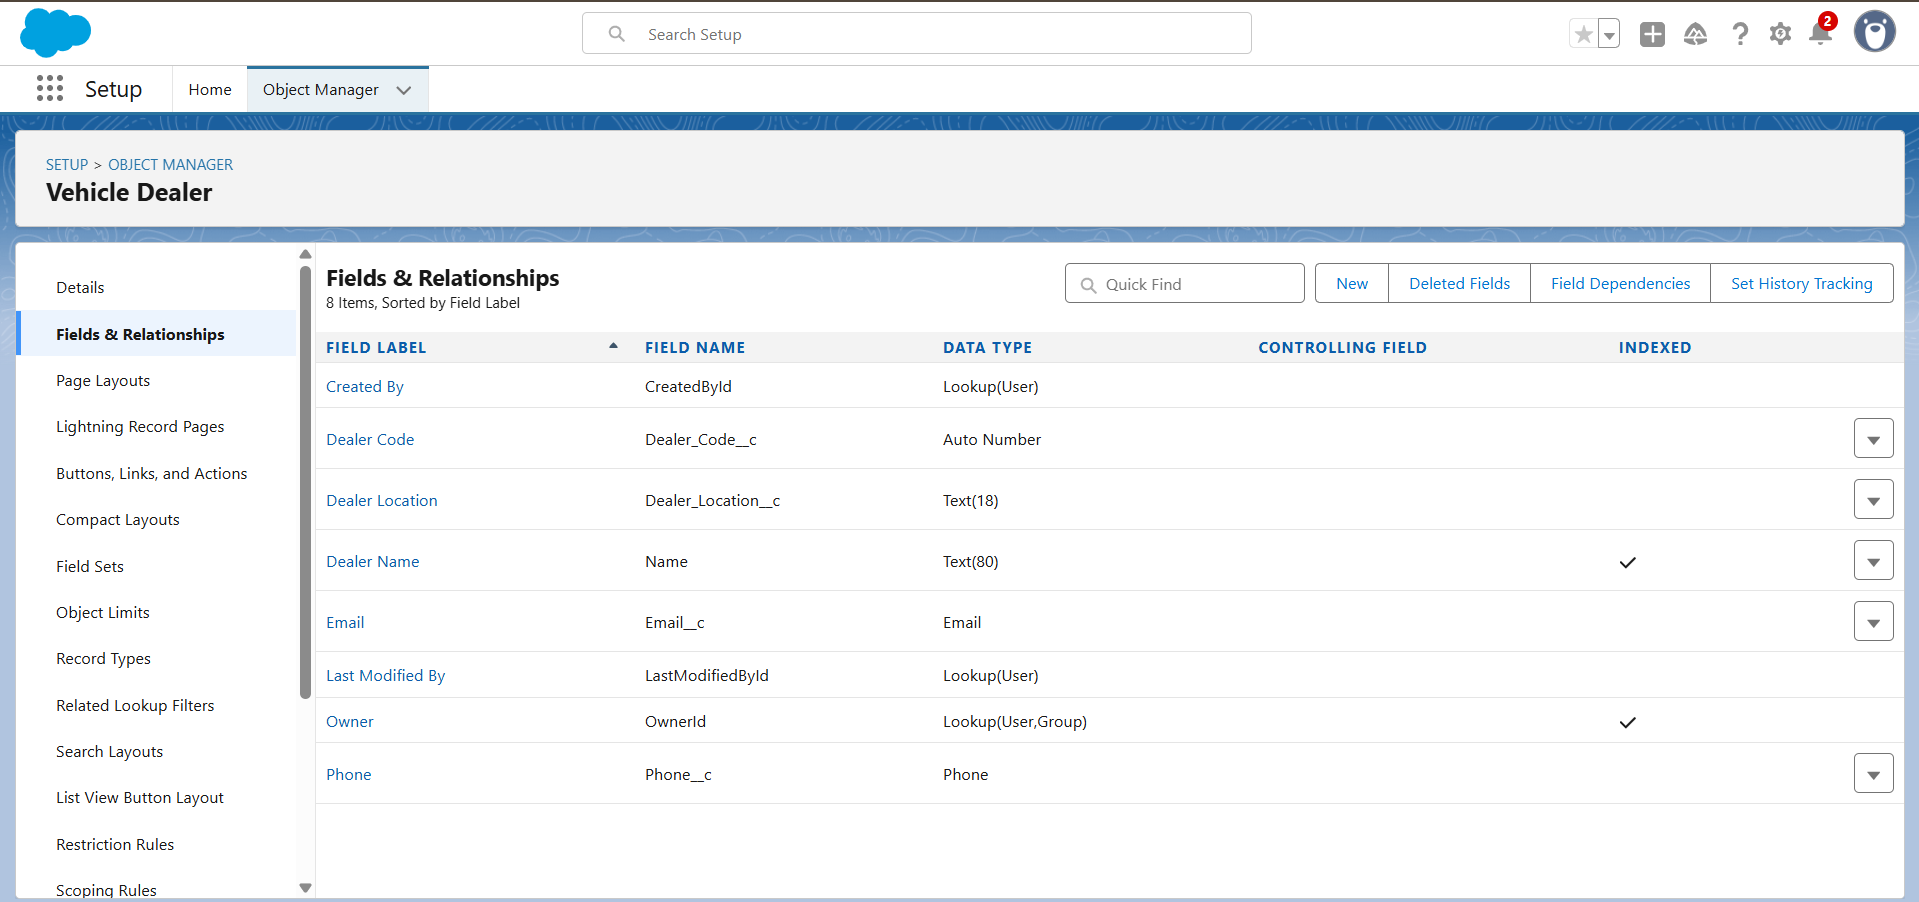 Search Setup
2
Setup
Home
Object Manager
SETUP > OBJECT MANAGER
Vehicle Dealer
Details
Fields & Relationships
Page Layouts
Lightning Record Pages
Buttons, Links, and Actions
Compact Layouts
Field Sets
Object Limits
Record Types
Related Lookup Filters
Search Layouts
List View Button Layout
Restriction Rules
Scoping Rules
Fields & Relationships
8 Items, Sorted by Field Label
Quick Find
New
Deleted Fields
Field Dependencies
Set History Tracking
FIELD LABEL FIELD NAME DATA TYPE CONTROLLING FIELD INDEXED
Created By CreatedById Lookup(User)
Dealer Code Dealer_Code__c Auto Number
Dealer Location Dealer_Location__c Text(18)
Dealer Name Name Text(80)
Email Email__c Email
Last Modified By LastModifiedById Lookup(User)
Owner OwnerId Lookup(User,Group)
Phone Phone__c Phone